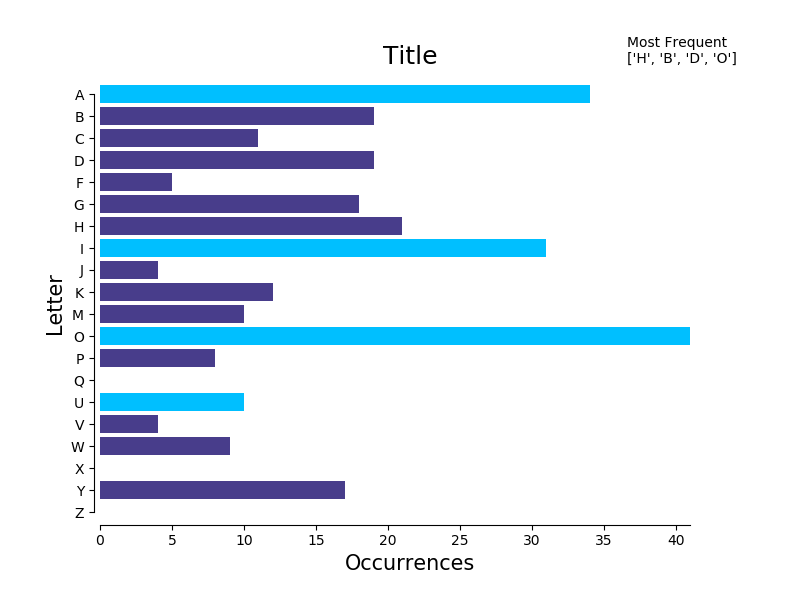 Most Frequent
['H', 'B', 'D', 'O']
Title
A
B
C
D
F
G
H
I
J
K
M
O
P
Q
U
V
W
X
Y
Z
Letter
0 5 10 15 20 25 30 35 40
Occurrences